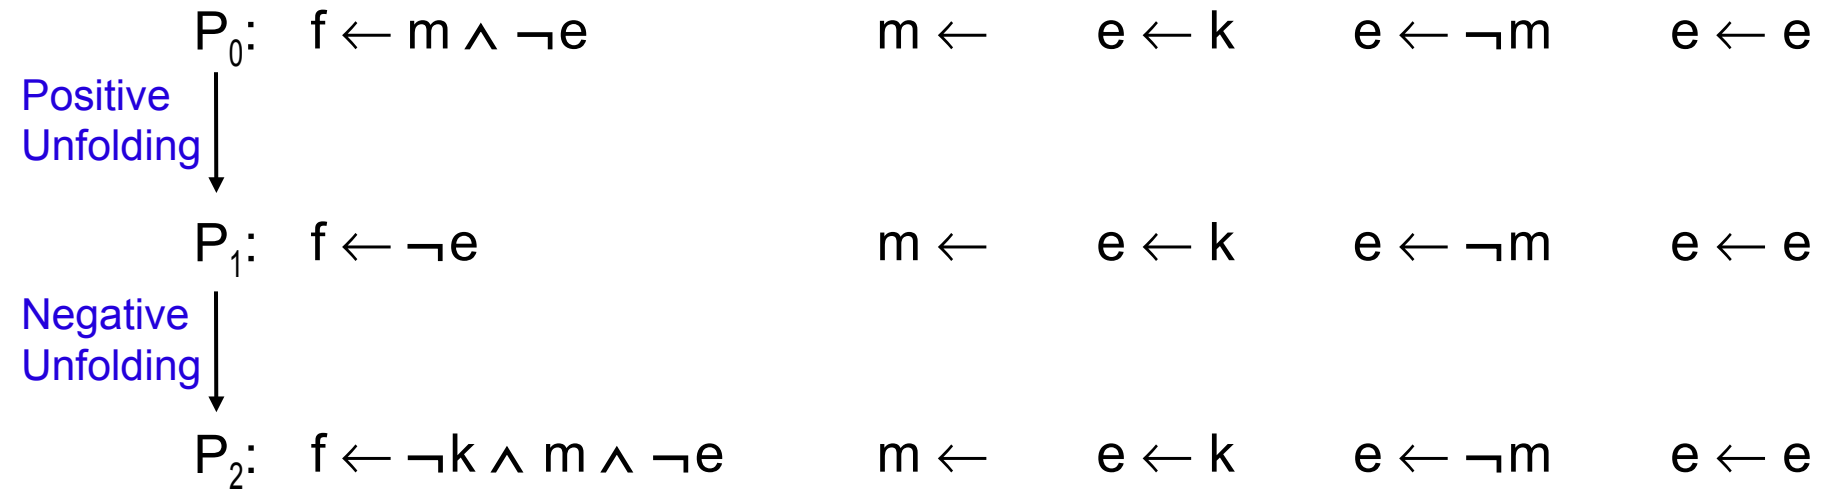 P₀: f ← m ∧ ¬e m ← e ← k e ← ¬m e ← e
Positive
Unfolding
P₁: f ← ¬e m ← e ← k e ← ¬m e ← e
Negative
Unfolding
P₂: f ← ¬k ∧ m ∧ ¬e m ← e ← k e ← ¬m e ← e